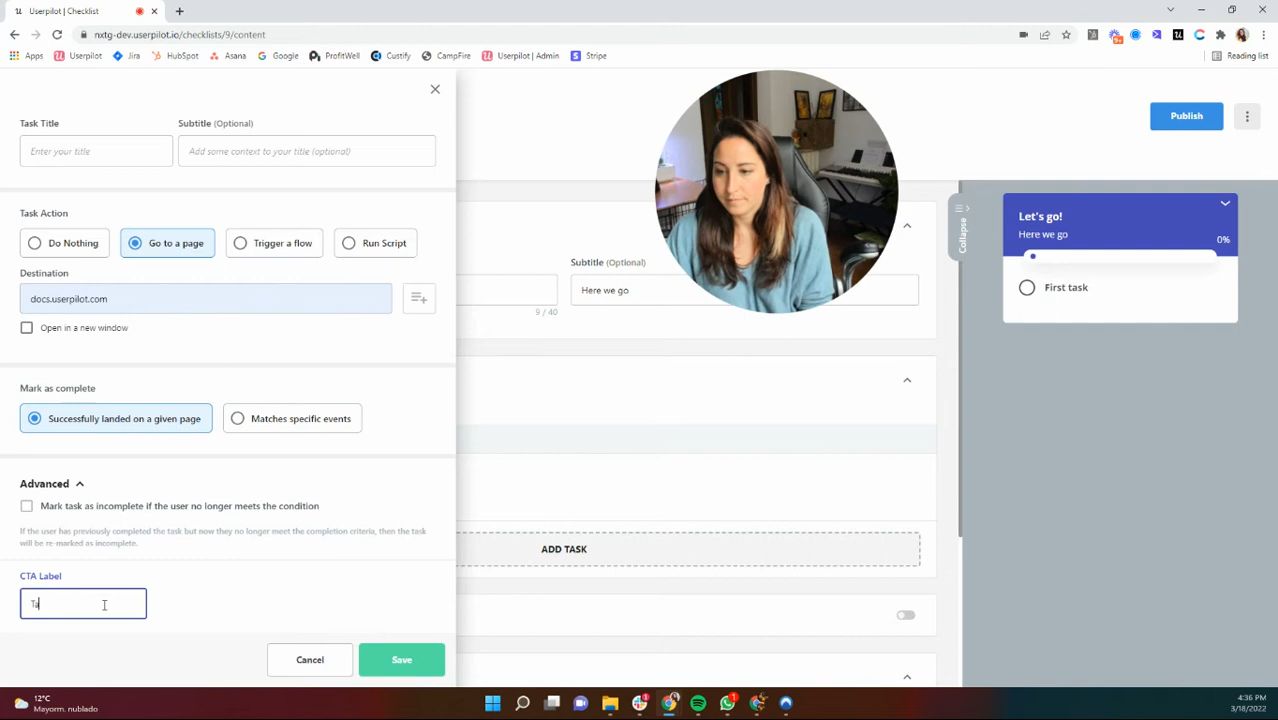 Userpilot | Checklist
nxtg-dev.userpilot.io/checklists/9/content
Apps
Userpilot
Jira
HubSpot
Asana
Google
ProfitWell
Custify
CampFire
Userpilot | Admin
Stripe
Reading list
Task Title
Subtitle (Optional)
Enter your title
Add some context to your title (optional)
Task Action
Do Nothing
Go to a page
Trigger a flow
Run Script
Destination
docs.userpilot.com
Open in a new window
Mark as complete
Successfully landed on a given page
Matches specific events
Advanced
Mark task as incomplete if the user no longer meets the condition
If the user has previously completed the task but now they no longer meet the completion criteria, then the task
will be re-marked as incomplete.
CTA Label
Ta
Cancel
Save
Publish
Subtitle (Optional)
Here we go
9 / 40
ADD TASK
Collapse
Let's go!
Here we go
0%
First task
12°C
Mayorm. nublado
4:36 PM
3/18/2022